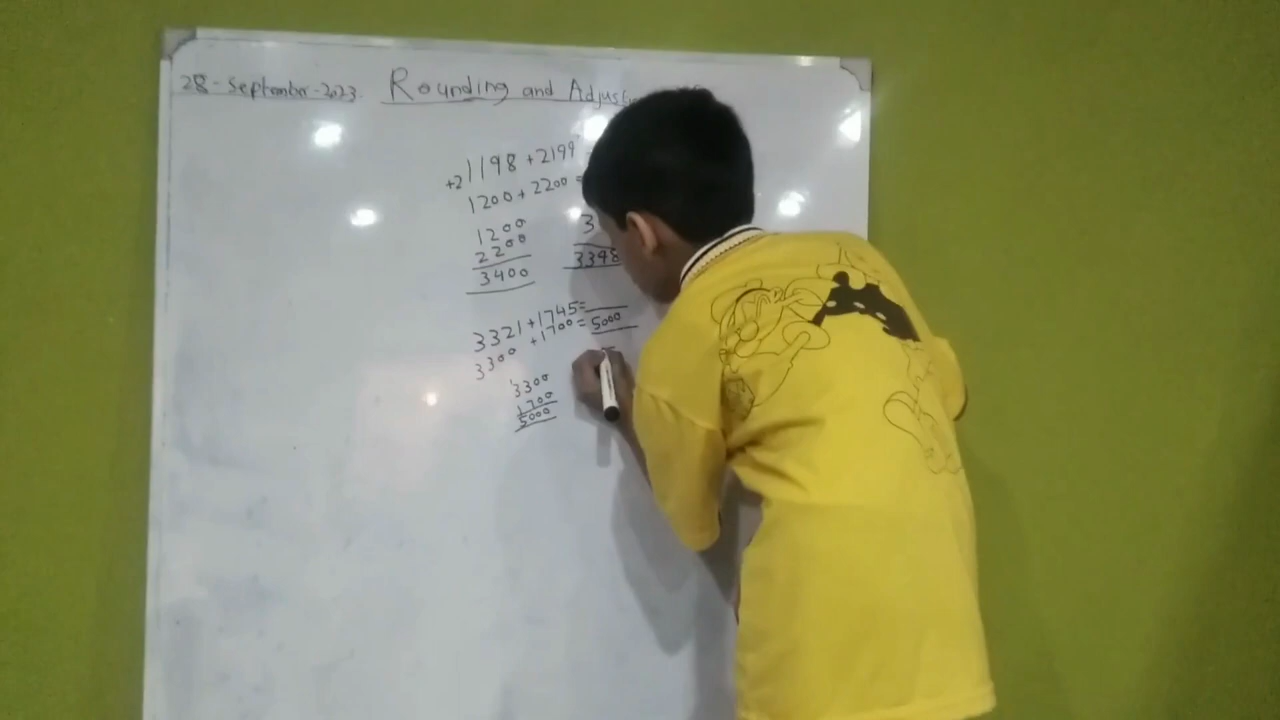 28-September-2023. Rounding and Adjust
+2 1198 + 2199
1200 + 2200 =
1200
2200
3400
3
3398
3321 + 1745 =
3300 + 1700 = 5000
3300
1700
5000